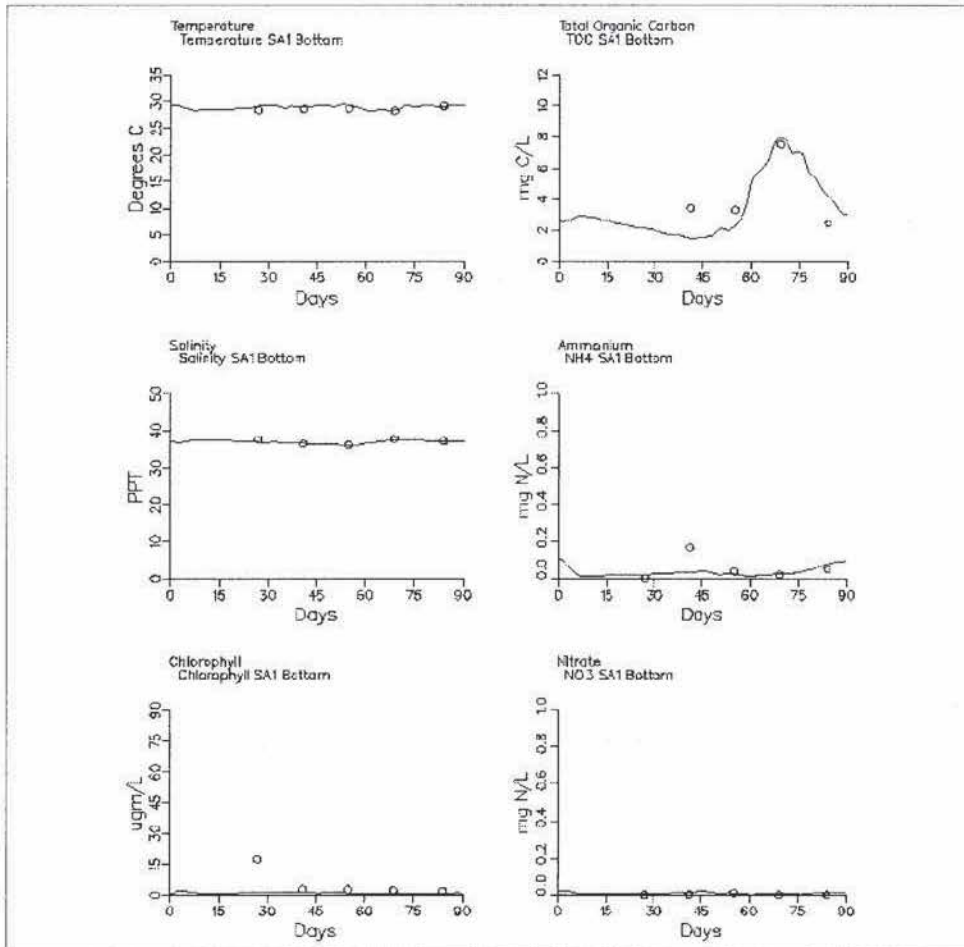 Temperature
Temperature SA1 Bottom
35
30
25
20
15
10
5
0
Degrees C
0 15 30 45 60 75 90
Days
Total Organic Carbon
TOC SA1 Bottom
12
10
8
6
4
2
0
mg C/L
0 15 30 45 60 75 90
Days
Salinity
Salinity SA1 Bottom
50
40
30
20
10
0
PPT
0 15 30 45 60 75 90
Days
Ammonium
NH4 SA1 Bottom
1.0
0.8
0.6
0.4
0.2
0.0
mg N/L
0 15 30 45 60 75 90
Days
Chlorophyll
Chlorophyll SA1 Bottom
90
75
60
45
30
15
0
ugm/L
0 15 30 45 60 75 90
Days
Nitrate
NO3 SA1 Bottom
1.0
0.8
0.6
0.4
0.2
0.0
mg N/L
0 15 30 45 60 75 90
Days